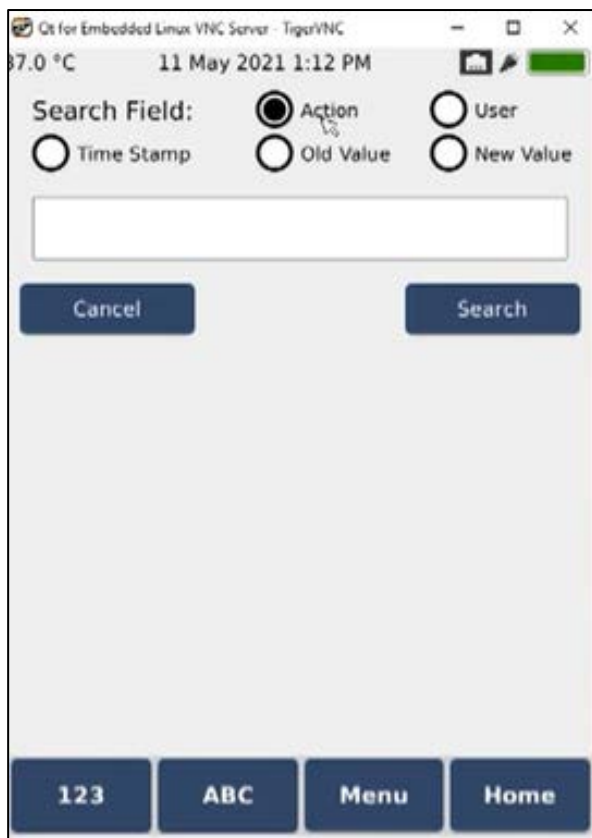 Qt for Embedded Linux VNC Server - TigerVNC
37.0 °C 11 May 2021 1:12 PM
Search Field: Action User
Time Stamp Old Value New Value
Cancel Search
123 ABC Menu Home